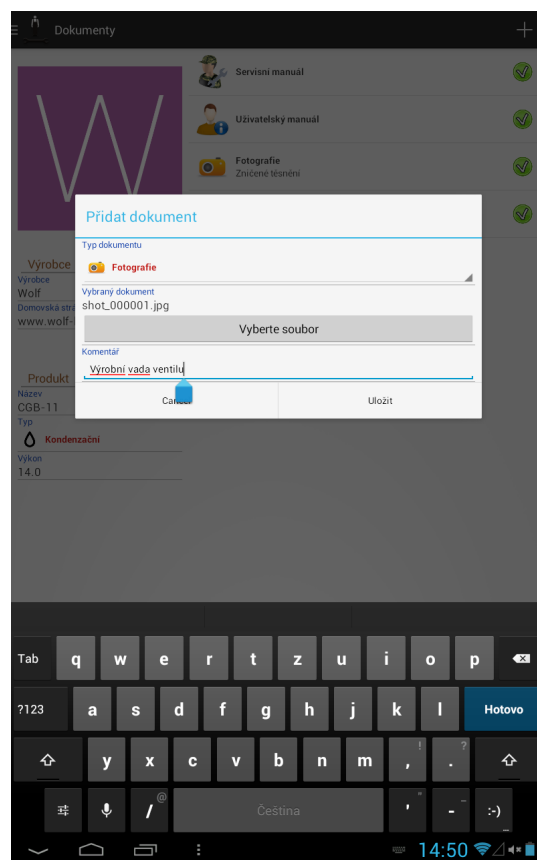 Dokumenty
W
Servisní manuál
Uživatelský manuál
Fotografie
Zničené těsnění
Přidat dokument
Typ dokumentu
Fotografie
Vybraný dokument
shot_000001.jpg
Vyberte soubor
Komentář
Výrobní vada ventilu
Uložit
Výrobce
Výrobce
Wolf
Domovská
www.wolf-
Produkt
Název
CGB-11
Typ
Kondenzační
Výkon
14.0
Tab q w e r t z u i o p
?123 a s d f g h j k l Hotovo
y x c v b n m , ! . ?
/ @ Čeština ' " - _ :-)
14:50